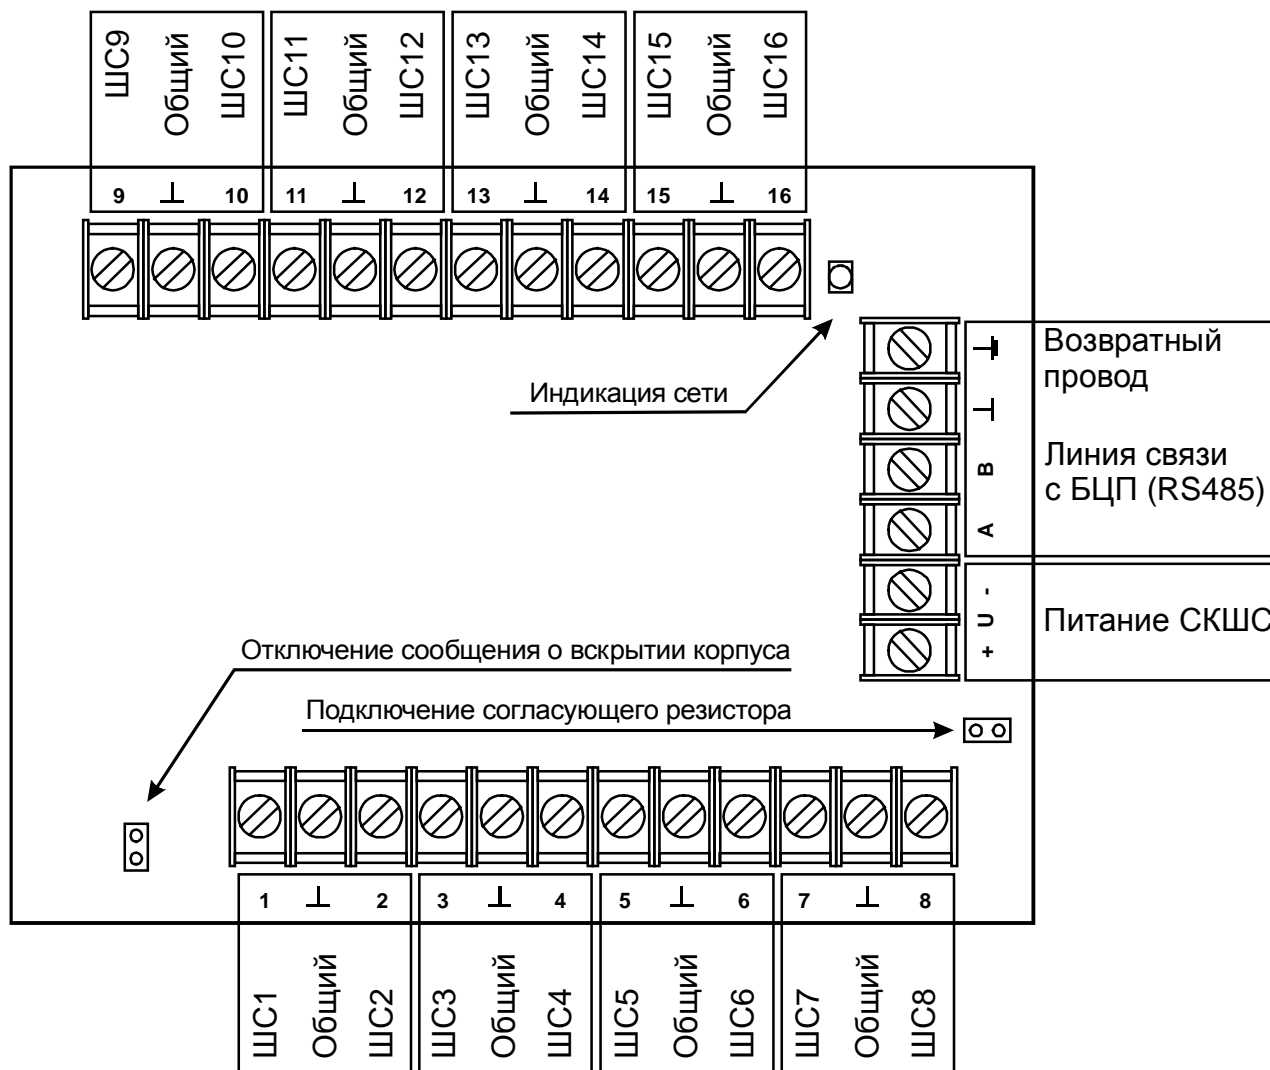 ШС9 Общий ШС10 ШС11 Общий ШС12 ШС13 Общий ШС14 ШС15 Общий ШС16
9 ⊥ 10 11 ⊥ 12 13 ⊥ 14 15 ⊥ 16
Индикация сети
Возвратный
провод
⊥
⊥
Линия связи
с БЦП (RS485)
B
A
- U +
Питание СКШС
Отключение сообщения о вскрытии корпуса
Подключение согласующего резистора
1 ⊥ 2 3 ⊥ 4 5 ⊥ 6 7 ⊥ 8
ШС1 Общий ШС2 ШС3 Общий ШС4 ШС5 Общий ШС6 ШС7 Общий ШС8